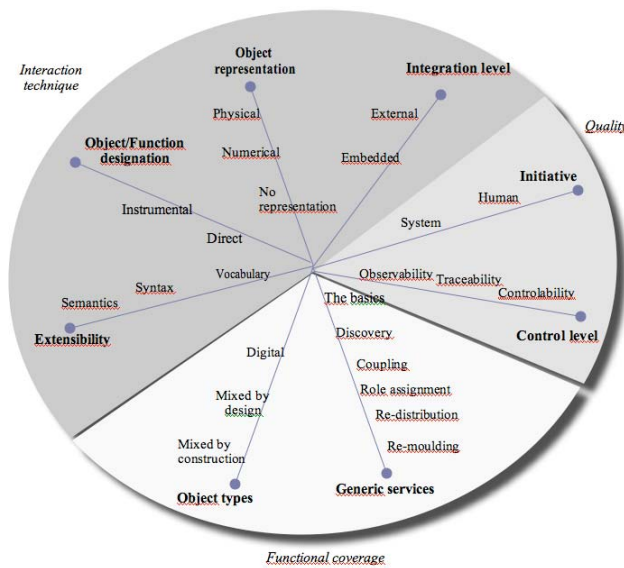 Object
representation
Integration level
Interaction
technique
Physical
External
Quality
Object/Function
designation
Numerical
Embedded
Initiative
No
representation
Human
Instrumental
System
Direct
Vocabulary
Observability
Traceability
Controlability
Syntax
Semantics
Extensibility
The basics
Control level
Discovery
Digital
Coupling
Mixed by
design
Role assignment
Re-distribution
Mixed by
construction
Re-moulding
Object types
Generic services
Functional coverage